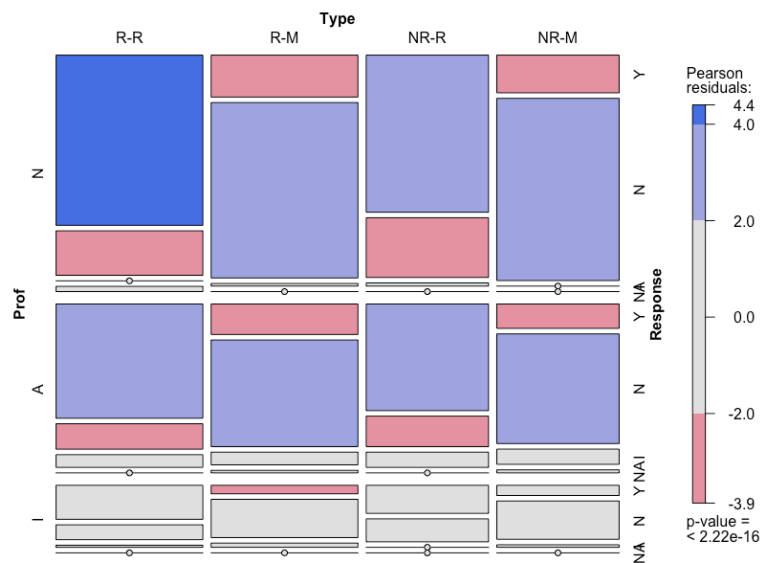 Type
R-R R-M NR-R NR-M
Prof
N
A
I
Y
N
NA
Y
N
I
NA
Y
N
NA
Response
Pearson
residuals:
4.4
4.0
2.0
0.0
-2.0
-3.9
p-value =
< 2.22e-16